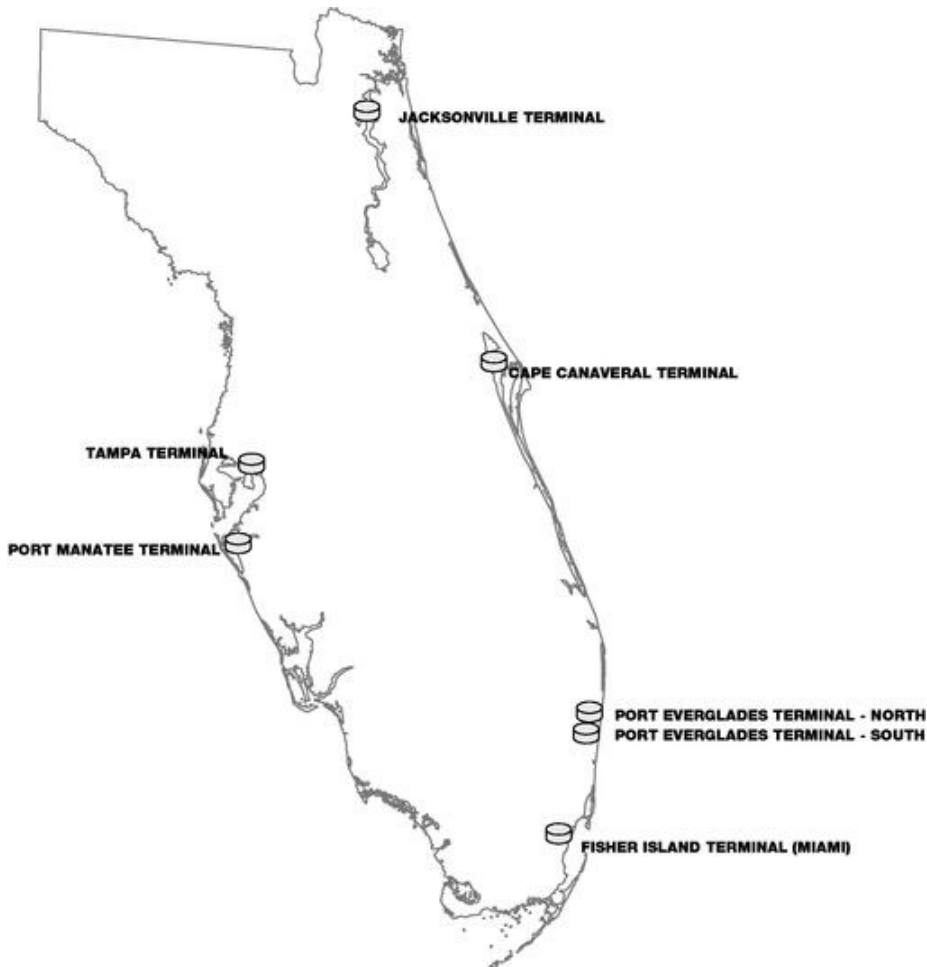 JACKSONVILLE TERMINAL
CAPE CANAVERAL TERMINAL
TAMPA TERMINAL
PORT MANATEE TERMINAL
PORT EVERGLADES TERMINAL - NORTH
PORT EVERGLADES TERMINAL - SOUTH
FISHER ISLAND TERMINAL (MIAMI)